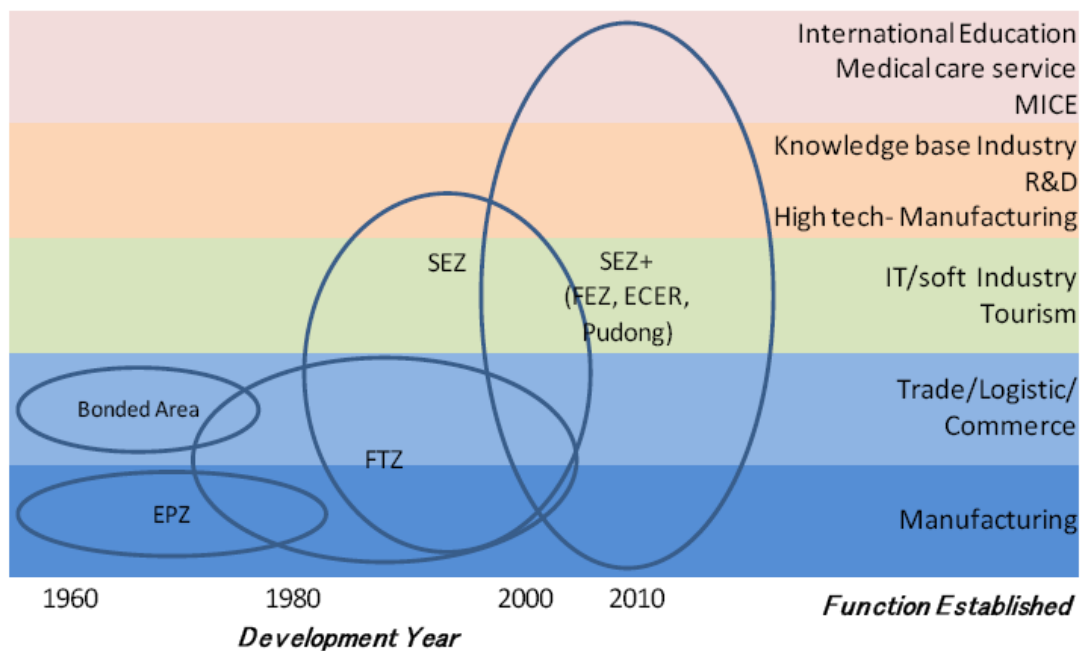 International Education
Medical care service
MICE
Knowledge base Industry
R&D
High tech- Manufacturing
SEZ
SEZ+
(FEZ, ECER,
Pudong)
IT/soft Industry
Tourism
Bonded Area
Trade/Logistic/
Commerce
FTZ
EPZ
Manufacturing
1960
1980
2000
2010
Function Established
Development Year